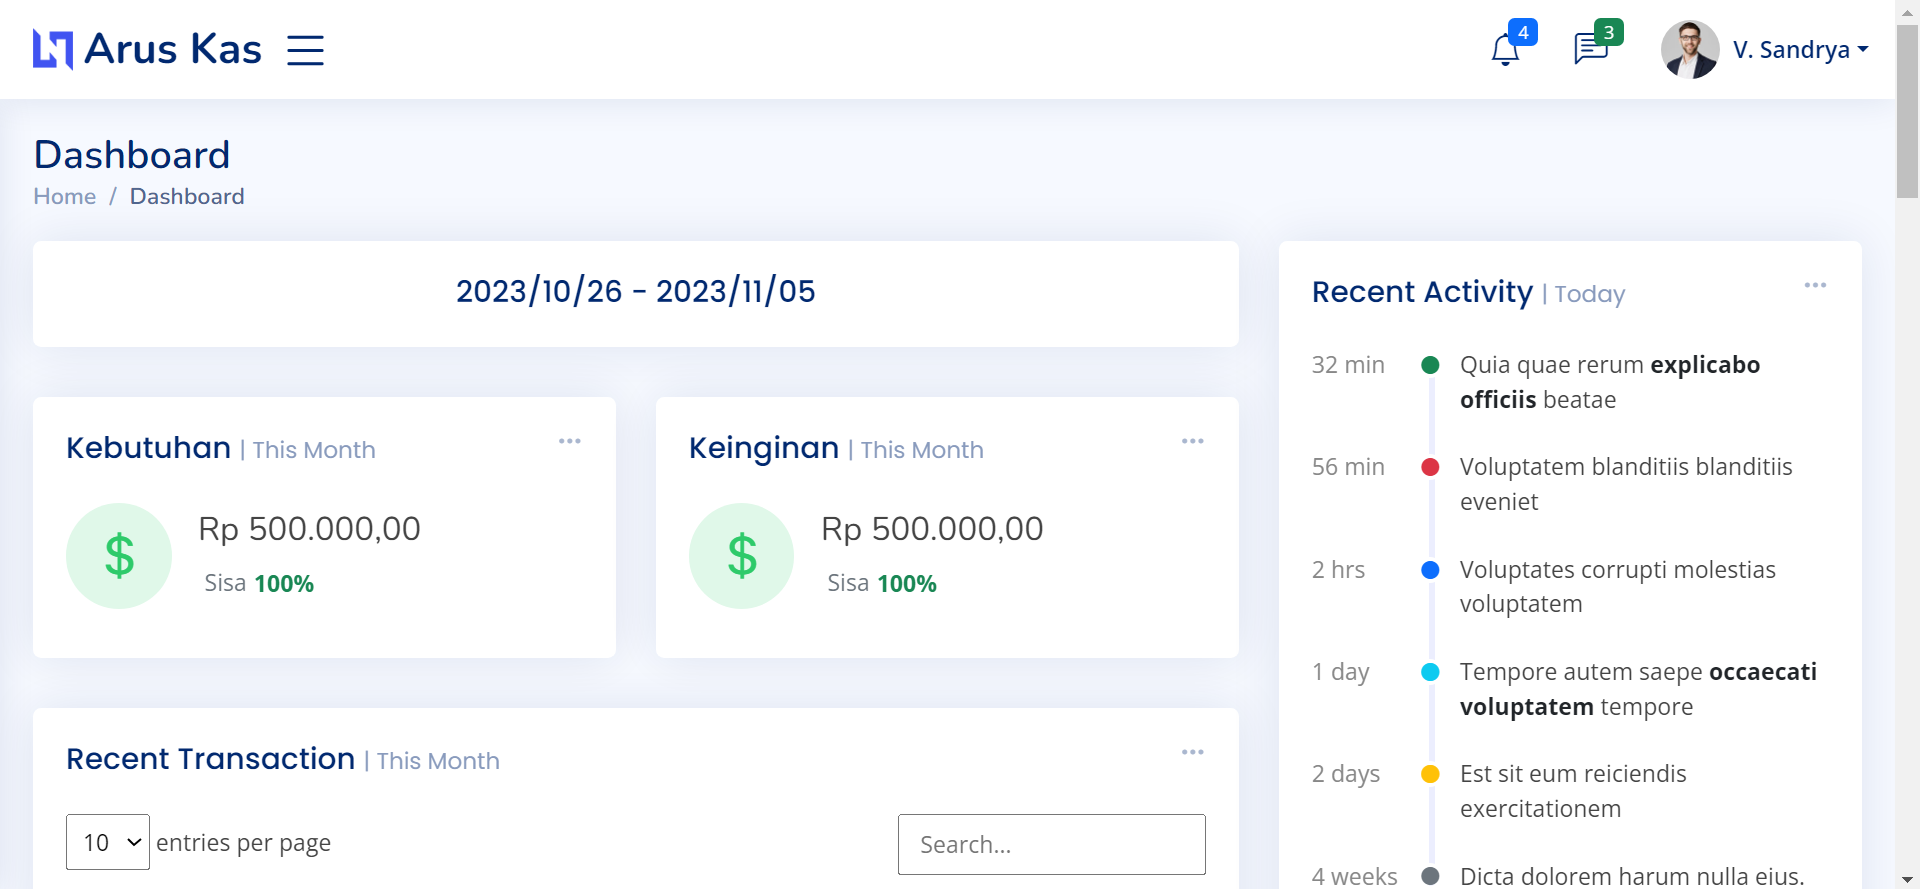 Arus Kas
4
3
V. Sandrya
Dashboard
Home / Dashboard
2023/10/26 - 2023/11/05
Kebutuhan | This Month
Rp 500.000,00
Sisa 100%
Keinginan | This Month
Rp 500.000,00
Sisa 100%
Recent Transaction | This Month
10 entries per page
Search...
Recent Activity | Today
32 min Quia quae rerum explicabo
officiis beatae
56 min Voluptatem blanditiis blanditiis
eveniet
2 hrs Voluptates corrupti molestias
voluptatem
1 day Tempore autem saepe occaecati
voluptatem tempore
2 days Est sit eum reiciendis
exercitationem
4 weeks Dicta dolorem harum nulla eius.